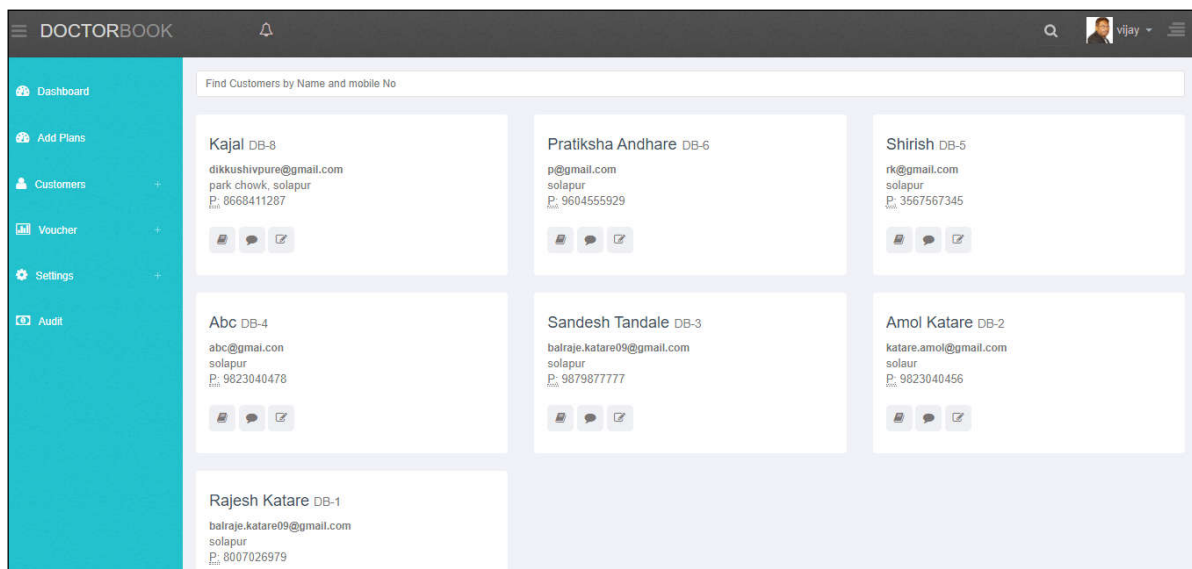 DOCTORBOOK
vijay
Dashboard
Add Plans
Customers +
Voucher +
Settings +
Audit
Find Customers by Name and mobile No
Kajal DB-8
dikkushivpure@gmail.com
park chowk, solapur
P: 8668411287
Pratiksha Andhare DB-6
p@gmail.com
solapur
P: 9604555929
Shirish DB-5
rk@gmail.com
solapur
P: 3567567345
Abc DB-4
abc@gmai.con
solapur
P: 9823040478
Sandesh Tandale DB-3
balraje.katare09@gmail.com
solapur
P: 9879877777
Amol Katare DB-2
katare.amol@gmail.com
solaur
P: 9823040456
Rajesh Katare DB-1
balraje.katare09@gmail.com
solapur
P: 8007026979